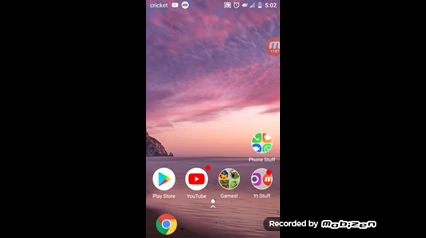 cricket 5:02
Phone Stuff
Play Store YouTube Games! Yt Stuff
Recorded by mobizen